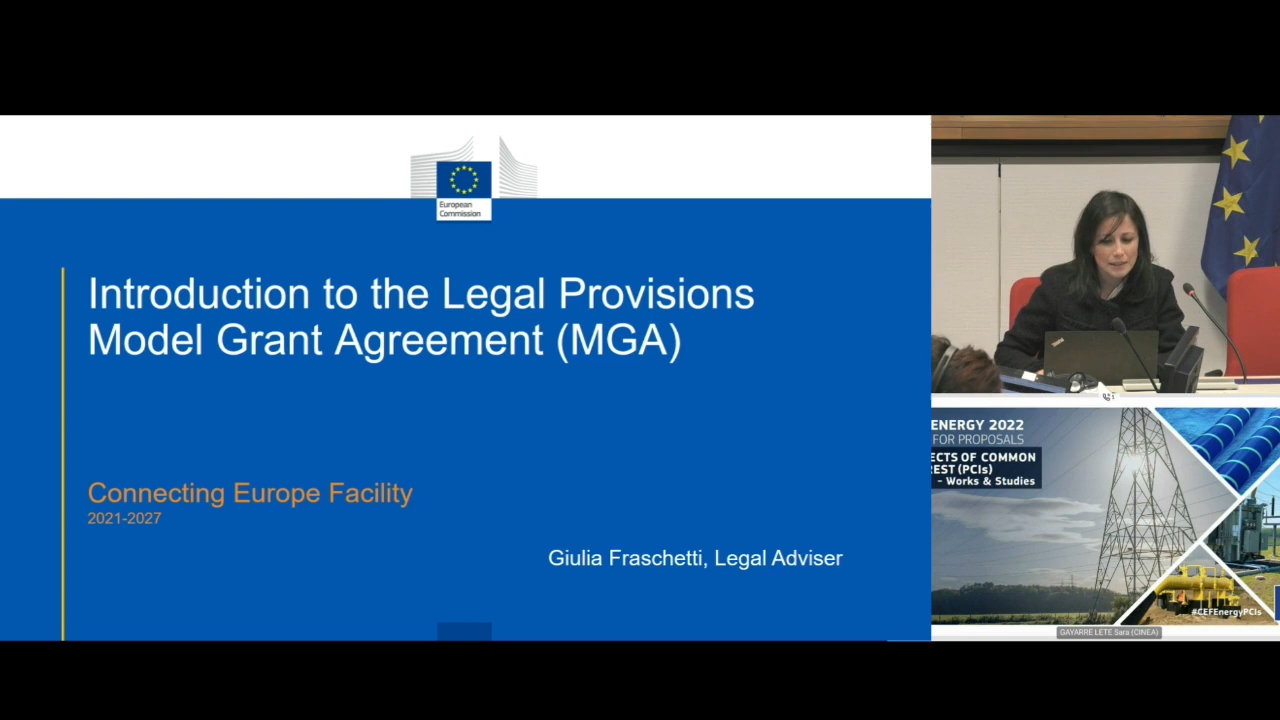 European
Commission
Introduction to the Legal Provisions
Model Grant Agreement (MGA)
Connecting Europe Facility
2021-2027
Giulia Fraschetti, Legal Adviser
ENERGY 2022
FOR PROPOSALS
ECTS OF COMMON
REST (PCIs)
- Works & Studies
#CEFEnergyPCIs
GAYARRE LETE Sara (CINEA)